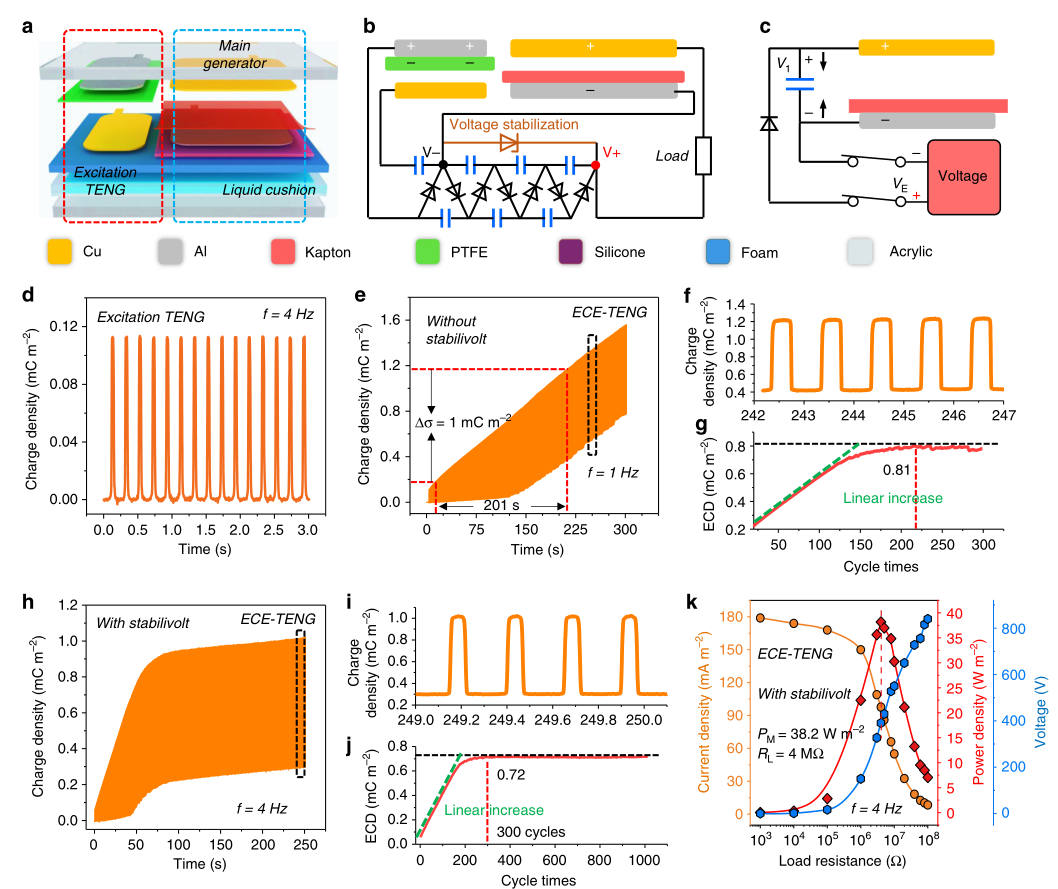 a
Main
generator
Excitation
TENG
Liquid cushion
b
+ + +
− − −
Voltage stabilization
V−
V+
Load
c
+
V1
+
−
−
−
VE
+
Voltage
Cu
Al
Kapton
PTFE
Silicone
Foam
Acrylic
d
Excitation TENG
f = 4 Hz
Charge density (mC m−2)
0.12
0.08
0.04
0.00
0.0 0.5 1.0 1.5 2.0 2.5 3.0
Time (s)
e
ECE-TENG
Without
stabilivolt
Charge density (mC m−2)
1.6
1.2
0.8
0.4
0.0
Δσ = 1 mC m−2
f = 1 Hz
201 s
0 75 150 225 300
Time (s)
f
Charge
density (mC m−2)
1.4
1.2
1.0
0.8
0.6
0.4
242 243 244 245 246 247
g
ECD (mC m−2)
0.8
0.6
0.4
0.2
0.81
Linear increase
50 100 150 200 250 300
Cycle times
h
With stabilivolt
ECE-TENG
Charge density (mC m−2)
1.2
1.0
0.8
0.6
0.4
0.2
0.0
f = 4 Hz
0 50 100 150 200 250
Time (s)
i
Charge
density (mC m−2)
1.0
0.8
0.6
0.4
0.2
249.0 249.2 249.4 249.6 249.8 250.0
j
ECD (mC m−2)
0.8
0.6
0.4
0.2
0.0
0.72
Linear increase
300 cycles
0 200 400 600 800 1000
Cycle times
k
Current density (mA m−2)
180
150
120
90
60
30
0
ECE-TENG
With stabilivolt
PM = 38.2 W m−2
RL = 4 MΩ
f = 4 Hz
103 104 105 106 107 108
Load resistance (Ω)
40
35
30
25
20
15
10
5
0
Power density (W m−2)
800
600
400
200
0
Voltage (V)